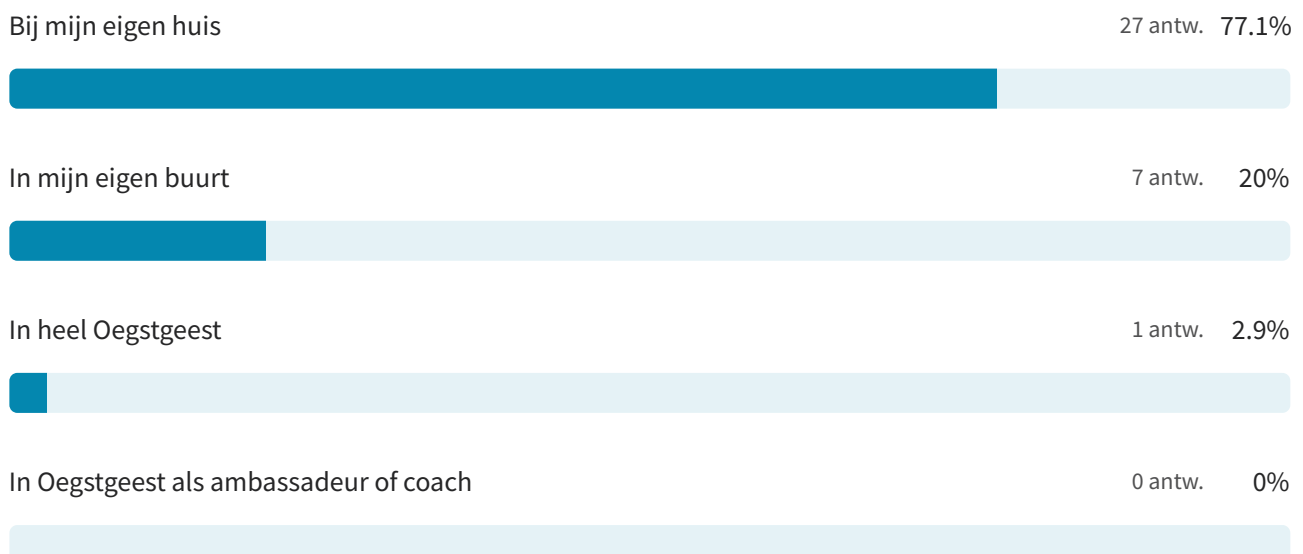 Bij mijn eigen huis 27 antw. 77.1%
In mijn eigen buurt 7 antw. 20%
In heel Oegstgeest 1 antw. 2.9%
In Oegstgeest als ambassadeur of coach 0 antw. 0%